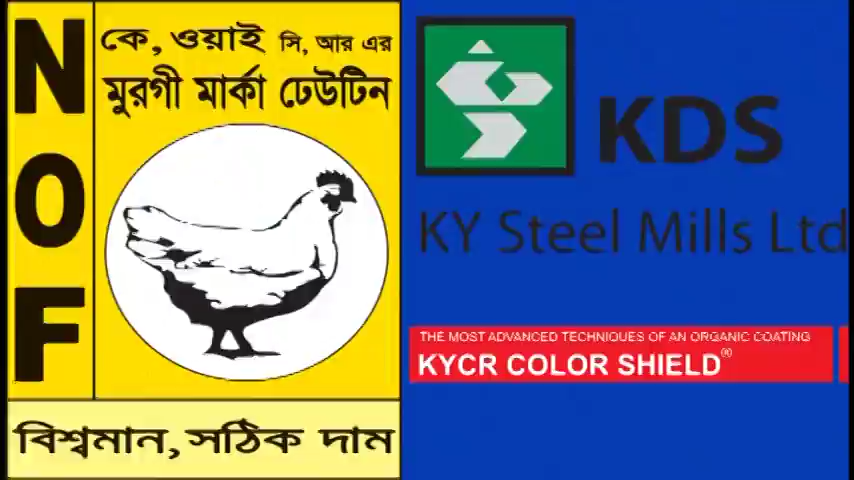 NOF
কে, ওয়াই সি, আর এর
মুরগী মার্কা ঢেউটিন
বিশ্বমান, সঠিক দাম
KDS
KY Steel Mills Ltd
THE MOST ADVANCED TECHNIQUES OF AN ORGANIC COATING
KYCR COLOR SHIELD®